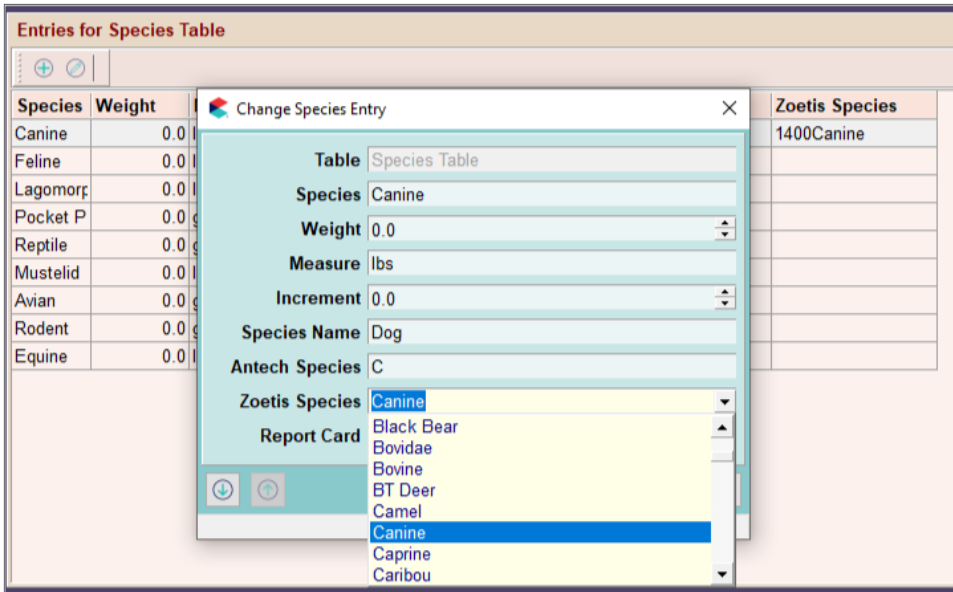 Entries for Species Table
Species Weight Zoetis Species
Canine 0.0 1400Canine
Feline 0.0
Lagomorp 0.0
Pocket P 0.0
Reptile 0.0
Mustelid 0.0
Avian 0.0
Rodent 0.0
Equine 0.0
Change Species Entry
Table Species Table
Species Canine
Weight 0.0
Measure lbs
Increment 0.0
Species Name Dog
Antech Species C
Zoetis Species Canine
Report Card
Black Bear
Bovidae
Bovine
BT Deer
Camel
Canine
Caprine
Caribou